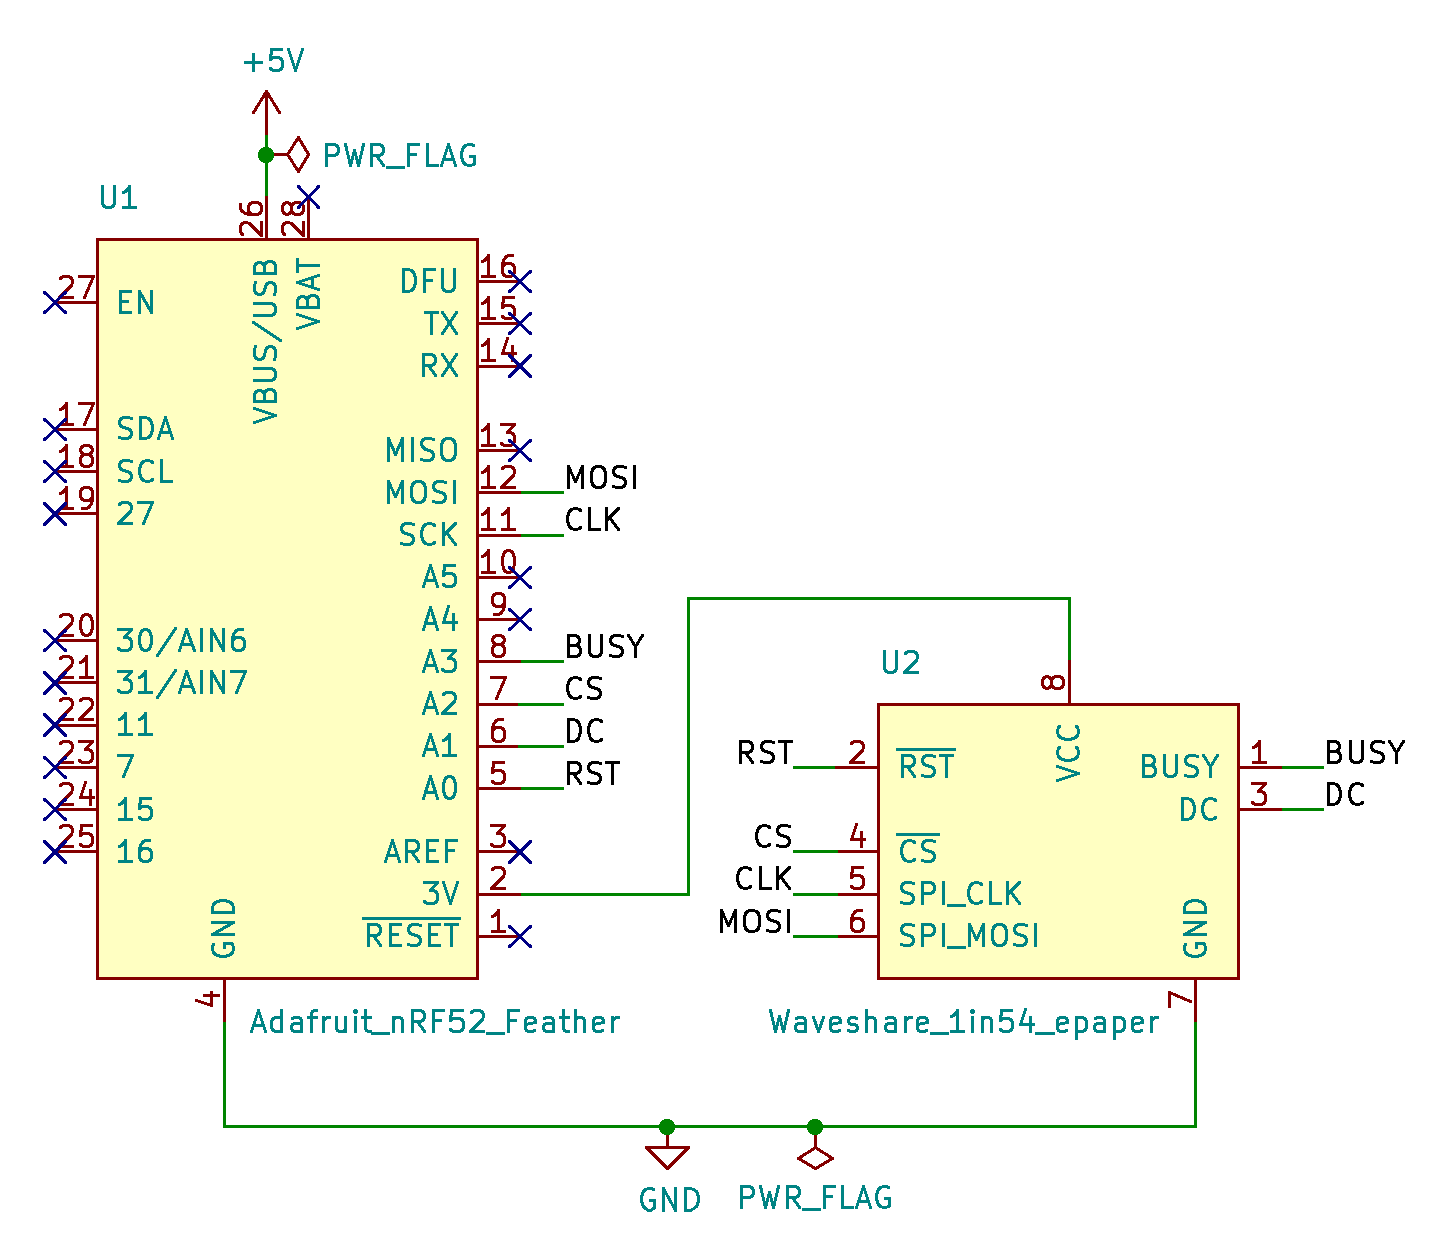 +5V
PWR_FLAG
U1
26
28
VBUS/USB
VBAT
27
EN
17
SDA
18
SCL
19
27
20
30/AIN6
21
31/AIN7
22
11
23
7
24
15
25
16
GND
4
DFU
16
TX
15
RX
14
MISO
13
MOSI
12
MOSI
SCK
11
CLK
A5
10
A4
9
A3
8
BUSY
A2
7
CS
A1
6
DC
A0
5
RST
AREF
3
3V
2
RESET
1
Adafruit_nRF52_Feather
U2
8
VCC
RST
2
RST
CS
4
CS
CLK
5
SPI_CLK
MOSI
6
SPI_MOSI
BUSY
1
BUSY
DC
3
DC
GND
7
Waveshare_1in54_epaper
GND
PWR_FLAG